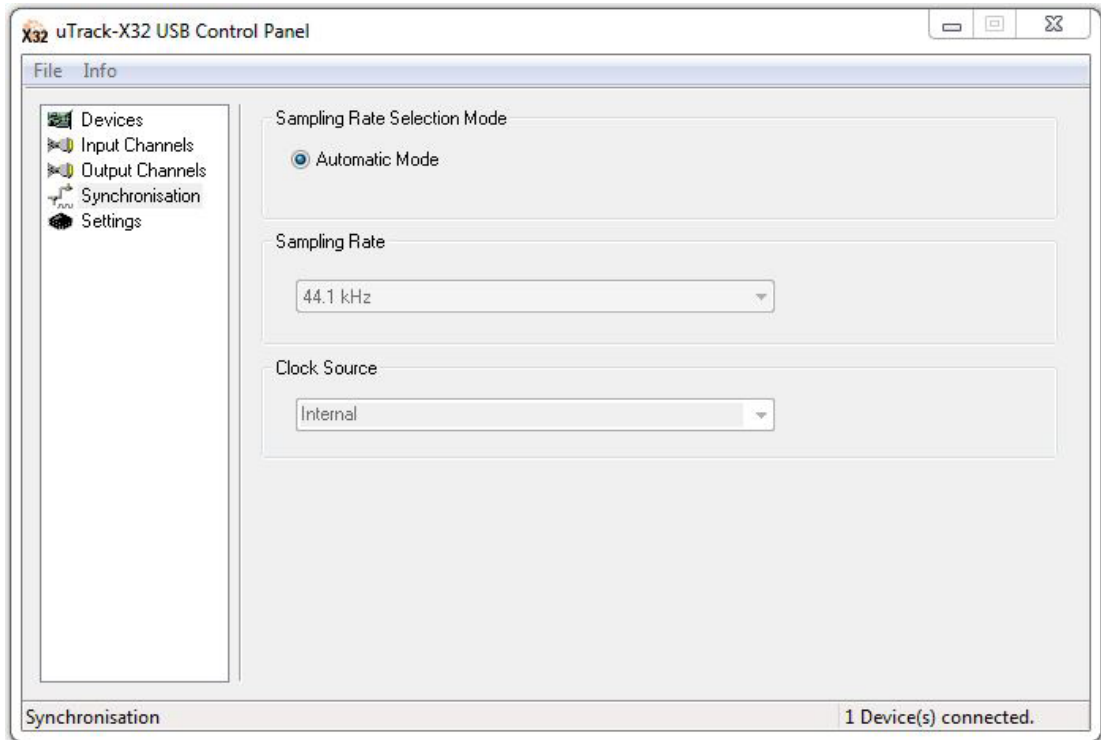 X32 uTrack-X32 USB Control Panel
File Info
Devices
Input Channels
Output Channels
Synchronisation
Settings
Sampling Rate Selection Mode
Automatic Mode
Sampling Rate
44.1 kHz
Clock Source
Internal
Synchronisation
1 Device(s) connected.